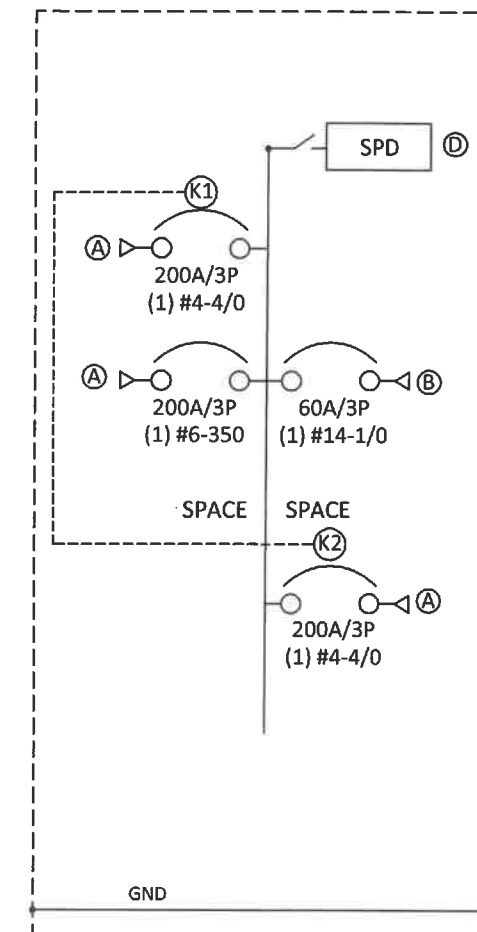 SPD D
K1
A
200A/3P
(1) #4-4/0
A B
200A/3P 60A/3P
(1) #6-350 (1) #14-1/0
SPACE SPACE
K2
A
200A/3P
(1) #4-4/0
GND